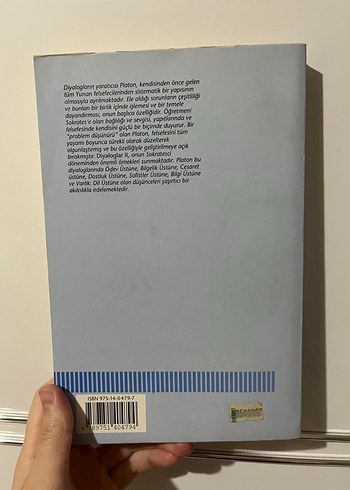 Diyalogların yaratıcısı Platon, kendisinden önce gelen
tüm Yunan felsefecilerinden sistematik bir yapısının
olmasıyla ayrılmaktadır. Ele aldığı sorunların çeşitliliği
ve bunları bir birlik içinde işlemesi ve bir temele
dayandırması, onun başlıca özelliğidir. Öğretmeni
Sokrates'e olan bağlılığı ve sevgisi, yapıtlarında ve
felsefesinde kendini güçlü bir biçimde duyurur. Bir
"problem düşünürü" olan Platon, felsefesini tüm
yaşamı boyunca sürekli olarak düzelterek
olgunlaştırmış ve bu özelliğiyle geliştirilmeye açık
bırakmıştır. Diyaloglar II, onun Sokratesci
döneminden önemli örnekleri sunmaktadır. Platon bu
diyaloglarında Ödev Üstüne, Bilgelik Üstüne, Cesaret
Üstüne, Dostluk Üstüne, Sofistler Üstüne, Bilgi Üstüne
ve Varlık: Dil Üstüne olan düşünceleri şaşırtıcı bir
akılcılıkla irdelemektedir.
ISBN 975-14-0479-7
9789751404794